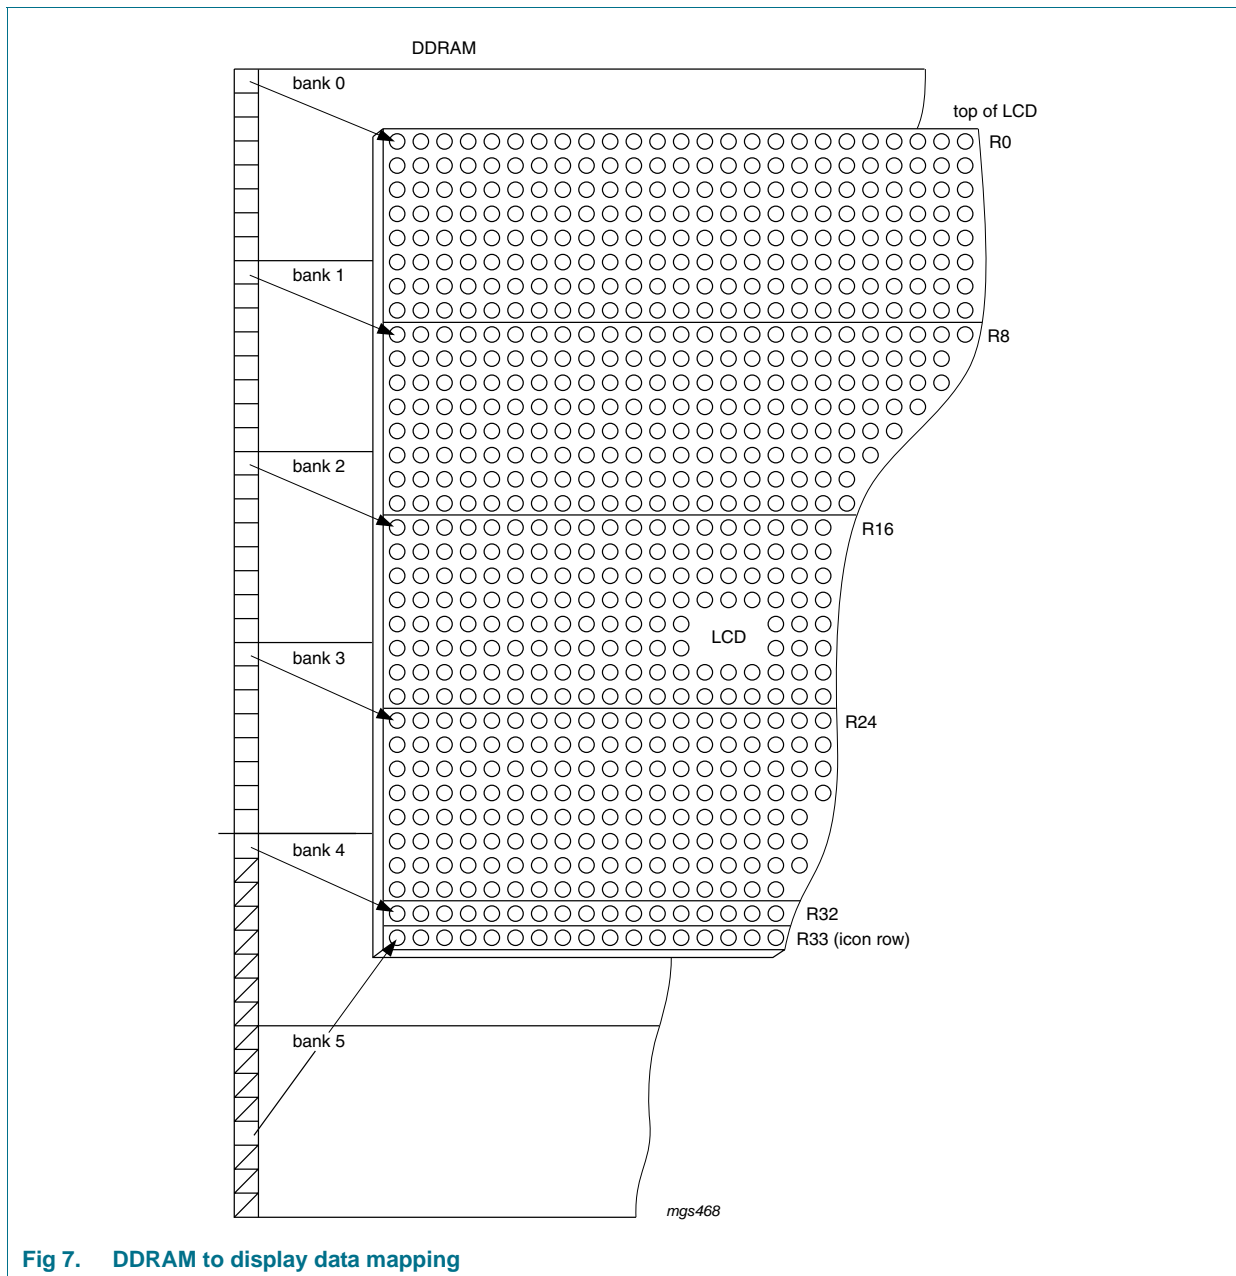 DDRAM
bank 0
top of LCD
R0
bank 1
R8
bank 2
R16
LCD
bank 3
R24
bank 4
R32
R33 (icon row)
bank 5
mgs468
Fig 7. DDRAM to display data mapping